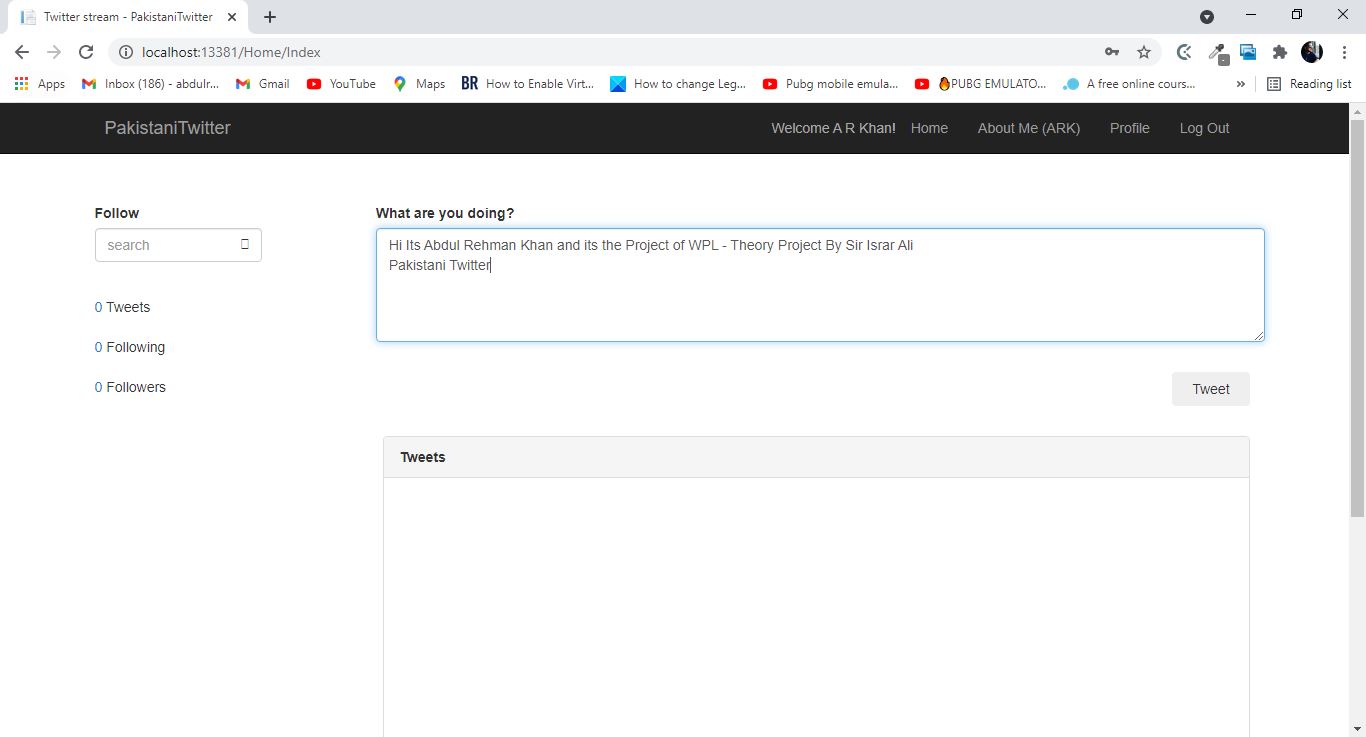 Twitter stream - PakistaniTwitter
localhost:13381/Home/Index
Apps Inbox (186) - abdulr... Gmail YouTube Maps BR How to Enable Virt... How to change Leg... Pubg mobile emula... PUBG EMULATO... A free online cours... » Reading list
PakistaniTwitter Welcome A R Khan! Home About Me (ARK) Profile Log Out
Follow
search
0 Tweets
0 Following
0 Followers
What are you doing?
Hi Its Abdul Rehman Khan and its the Project of WPL - Theory Project By Sir Israr Ali
Pakistani Twitter
Tweet
Tweets